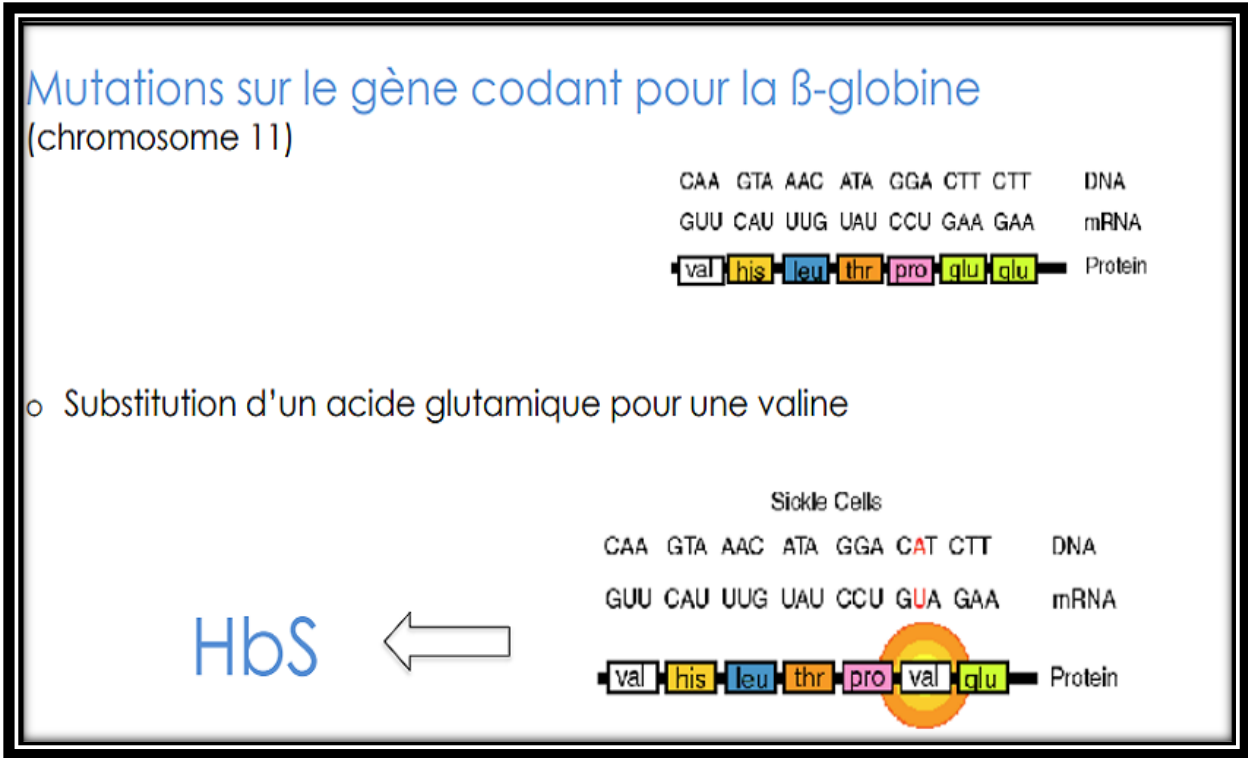 Mutations sur le gène codant pour la ß-globine
(chromosome 11)
CAA GTA AAC ATA GGA CTT CTT DNA
GUU CAU UUG UAU CCU GAA GAA mRNA
val his leu thr pro glu glu Protein
o Substitution d'un acide glutamique pour une valine
Sickle Cells
CAA GTA AAC ATA GGA CAT CTT DNA
GUU CAU UUG UAU CCU GUA GAA mRNA
HbS
val his leu thr pro val glu Protein